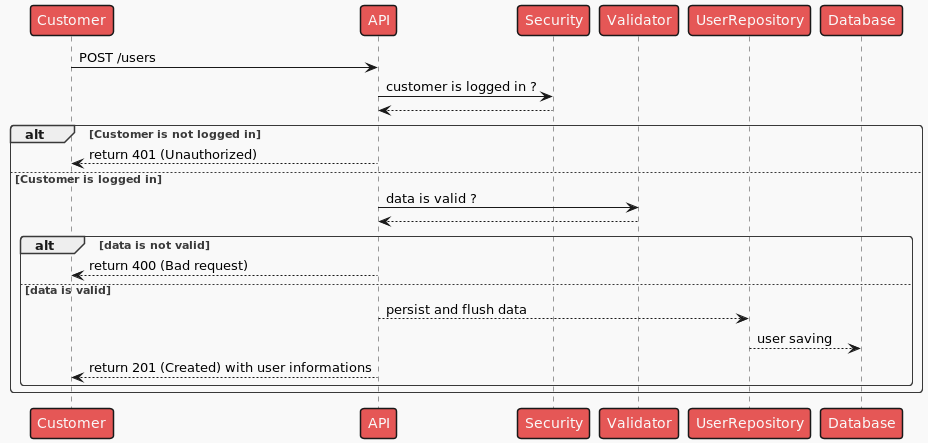 Customer API Security Validator UserRepository Database
POST /users
customer is logged in ?
alt [Customer is not logged in]
return 401 (Unauthorized)
[Customer is logged in]
data is valid ?
alt [data is not valid]
return 400 (Bad request)
[data is valid]
persist and flush data
user saving
return 201 (Created) with user informations
Customer API Security Validator UserRepository Database